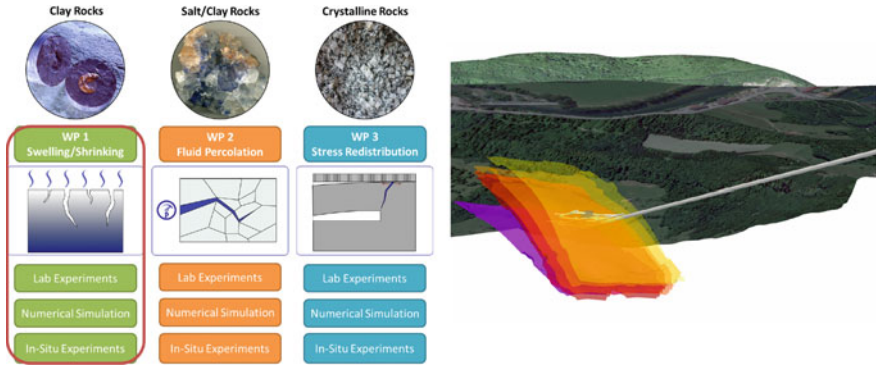 Clay Rocks
Salt/Clay Rocks
Crystalline Rocks
WP 1
Swelling/Shrinking
WP 2
Fluid Percolation
WP 3
Stress Redistribution
Lab Experiments
Lab Experiments
Lab Experiments
Numerical Simulation
Numerical Simulation
Numerical Simulation
In-Situ Experiments
In-Situ Experiments
In-Situ Experiments